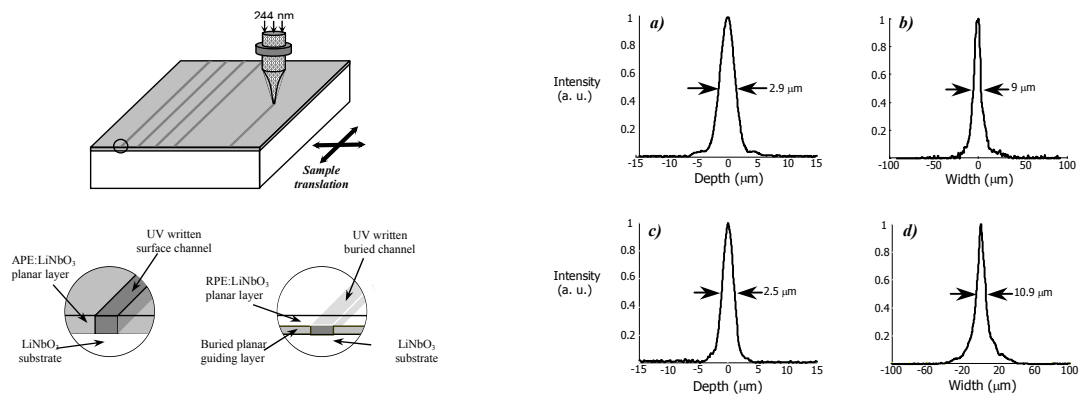 244 nm
Sample
translation
UV written
surface channel
APE:LiNbO3
planar layer
LiNbO3
substrate
UV written
buried channel
RPE:LiNbO3
planar layer
Buried planar
guiding layer
LiNbO3
substrate
a)
Intensity
(a. u.)
1
0.8
0.6
0.4
0.2
2.9 μm
-15 -10 -5 0 5 10 15
Depth (μm)
b)
1
0.8
0.6
0.4
0.2
9 μm
-100 -50 0 50 100
Width (μm)
c)
Intensity
(a. u.)
1
0.8
0.6
0.4
0.2
2.5 μm
-15 -10 -5 0 5 10 15
Depth (μm)
d)
1
0.8
0.6
0.4
0.2
10.9 μm
-100 -60 -20 0 20 60 100
Width (μm)